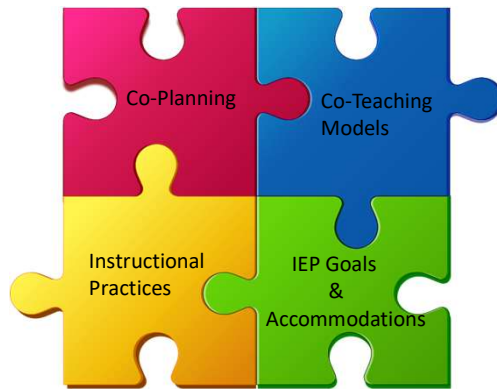 Co-Planning
Co-Teaching
Models
Instructional
Practices
IEP Goals
&
Accommodations